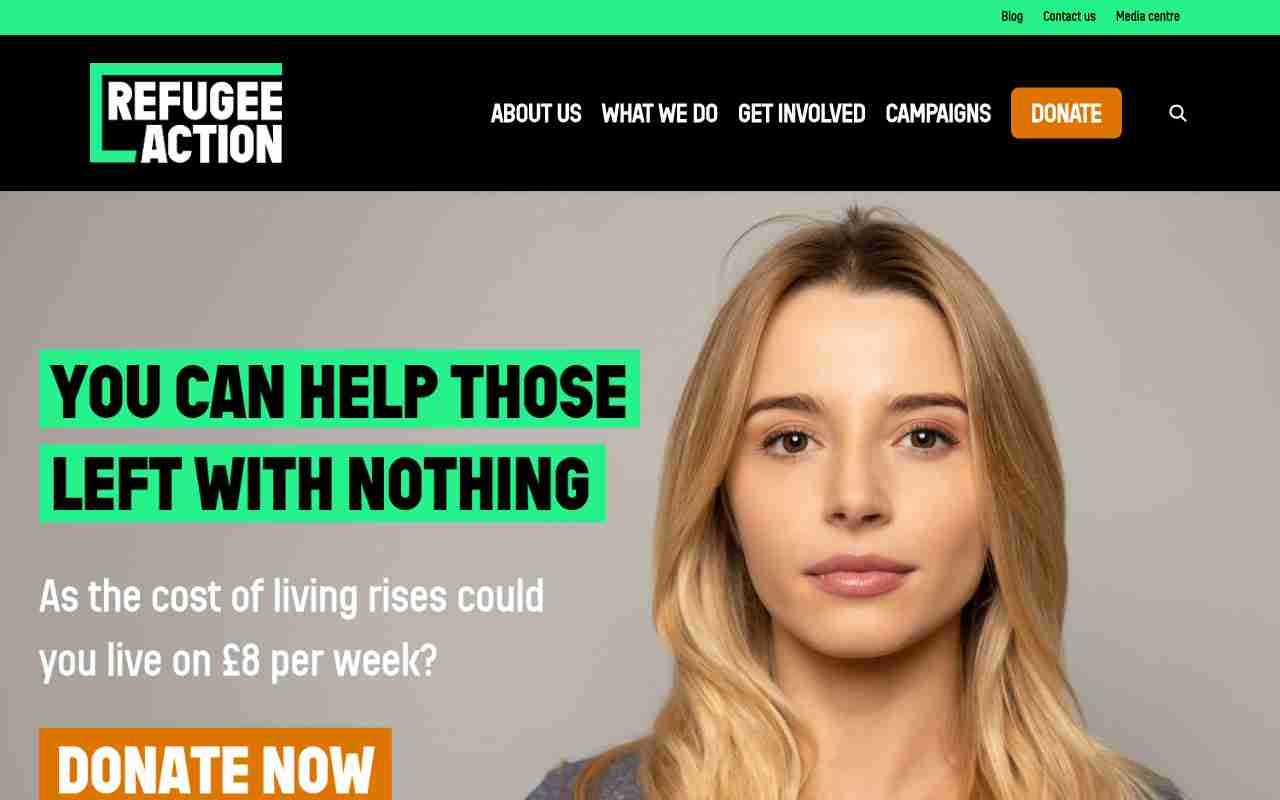 Blog Contact us Media centre
REFUGEE
ACTION
ABOUT US WHAT WE DO GET INVOLVED CAMPAIGNS DONATE
YOU CAN HELP THOSE
LEFT WITH NOTHING
As the cost of living rises could
you live on £8 per week?
DONATE NOW